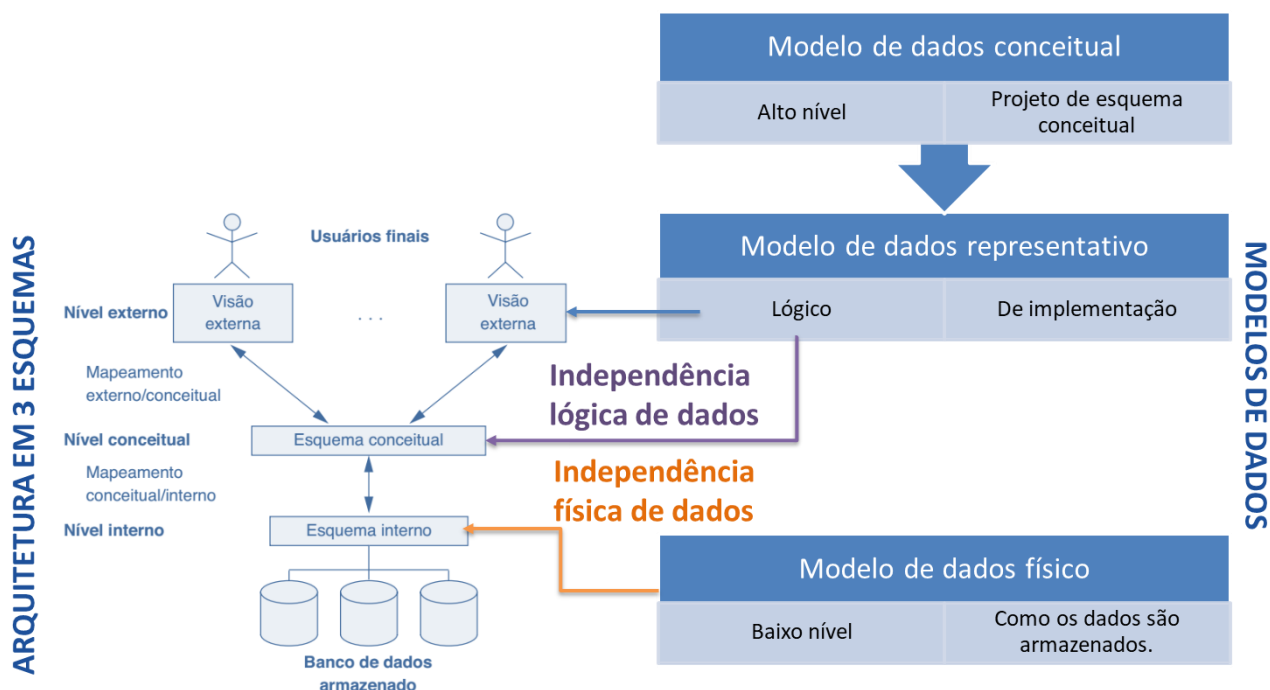 ARQUITETURA EM 3 ESQUEMAS
Usuários finais
Nível externo
Visão
externa
. . .
Visão
externa
Mapeamento
externo/conceitual
Nível conceitual
Esquema conceitual
Mapeamento
conceitual/interno
Nível interno
Esquema interno
Banco de dados
armazenado
Independência
lógica de dados
Independência
física de dados
Modelo de dados conceitual
Alto nível
Projeto de esquema
conceitual
Modelo de dados representativo
Lógico
De implementação
Modelo de dados físico
Baixo nível
Como os dados são
armazenados.
MODELOS DE DADOS